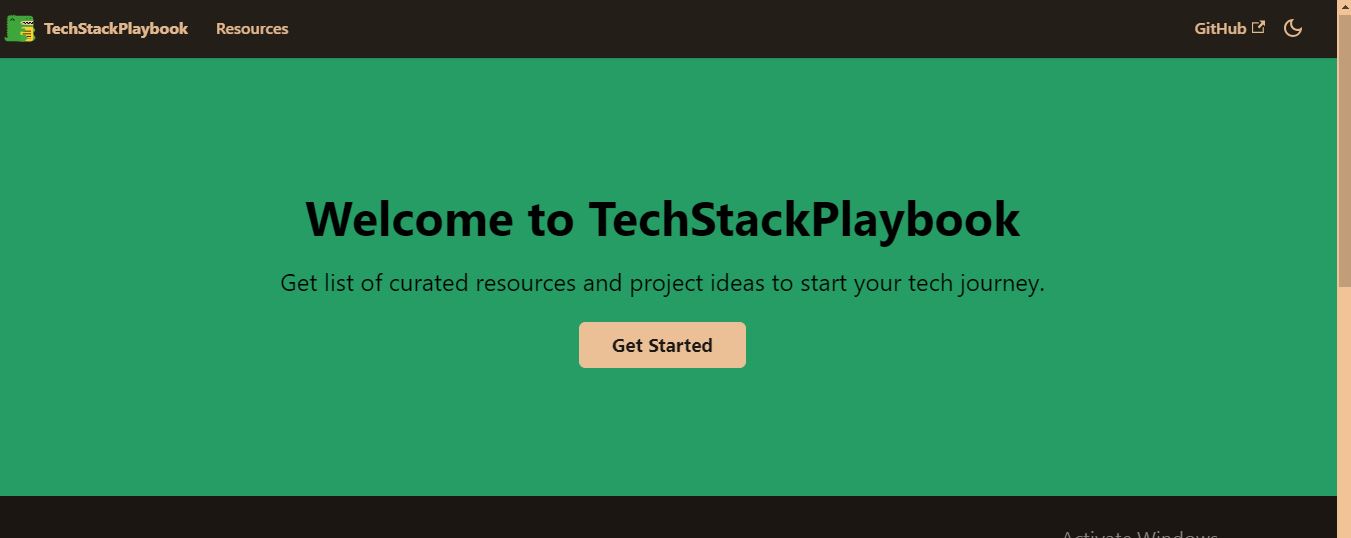 TechStackPlaybook
Resources
GitHub
Welcome to TechStackPlaybook
Get list of curated resources and project ideas to start your tech journey.
Get Started
Activate Windows